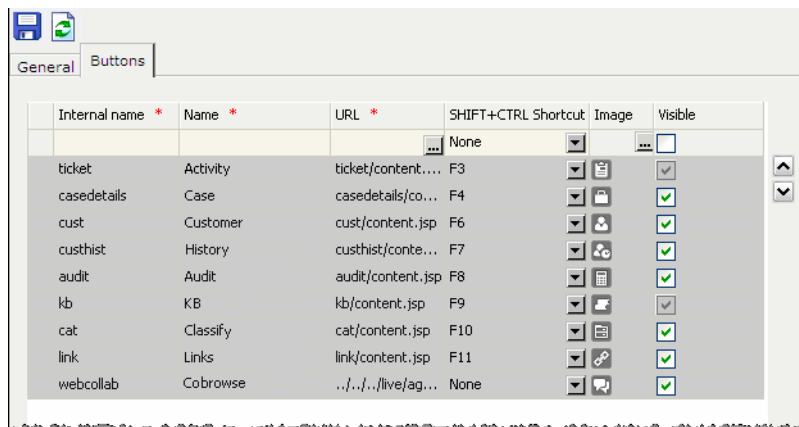 General Buttons
Internal name * Name * URL * SHIFT+CTRL Shortcut Image Visible
... None ...
ticket Activity ticket/content.... F3
casedetails Case casedetails/co... F4
cust Customer cust/content.jsp F6
custhist History custhist/conte... F7
audit Audit audit/content.jsp F8
kb KB kb/content.jsp F9
cat Classify cat/content.jsp F10
link Links link/content.jsp F11
webcollab Cobrowse ../../../live/ag... None